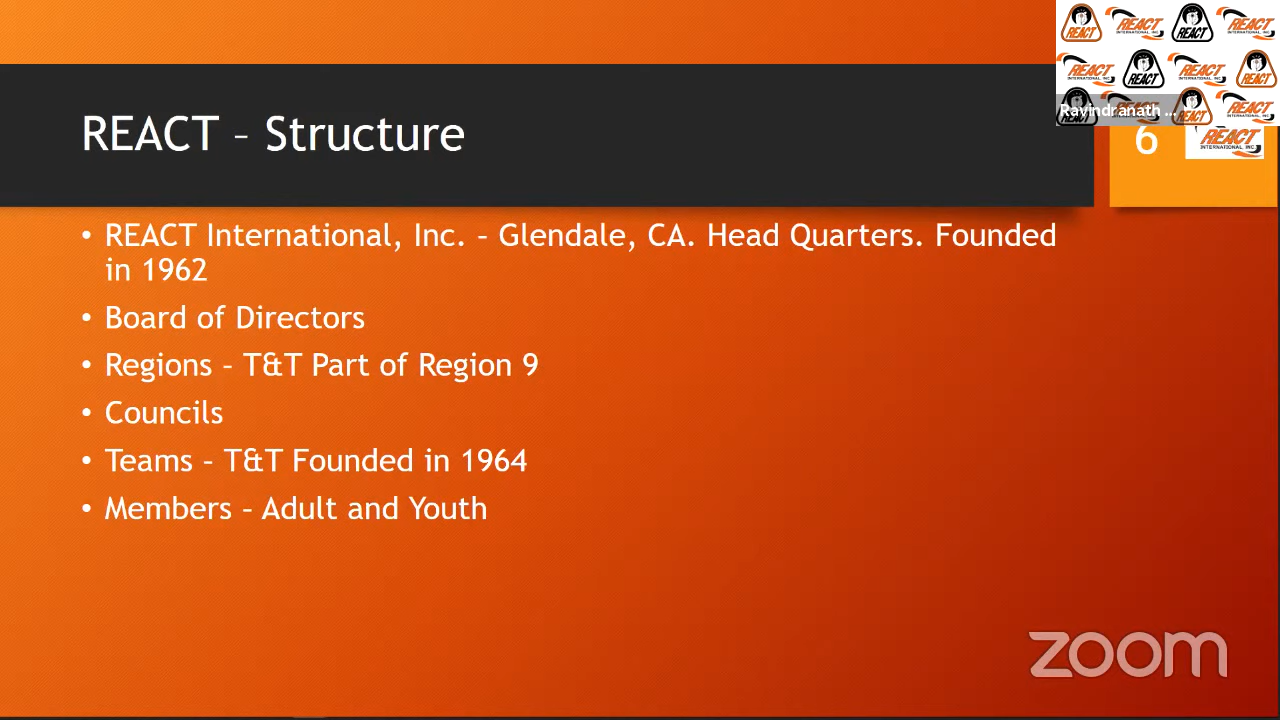 REACT – Structure
Ravindranath ...
6
REACT
INTERNATIONAL, INC.
• REACT International, Inc. – Glendale, CA. Head Quarters. Founded
in 1962
• Board of Directors
• Regions – T&T Part of Region 9
• Councils
• Teams – T&T Founded in 1964
• Members – Adult and Youth
zoom